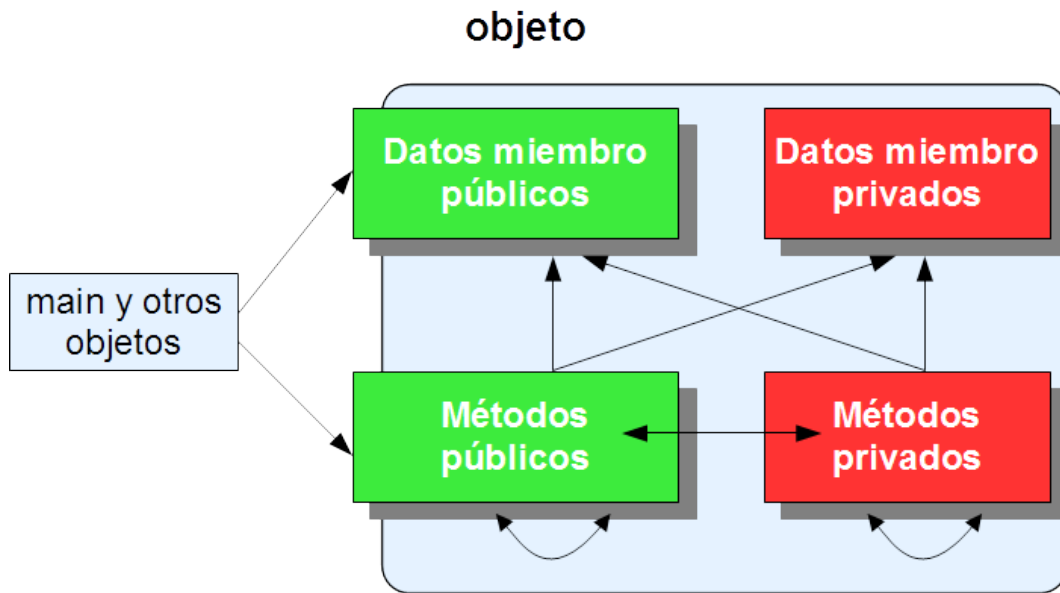 objeto
Datos miembro
públicos
Datos miembro
privados
main y otros
objetos
Métodos
públicos
Métodos
privados